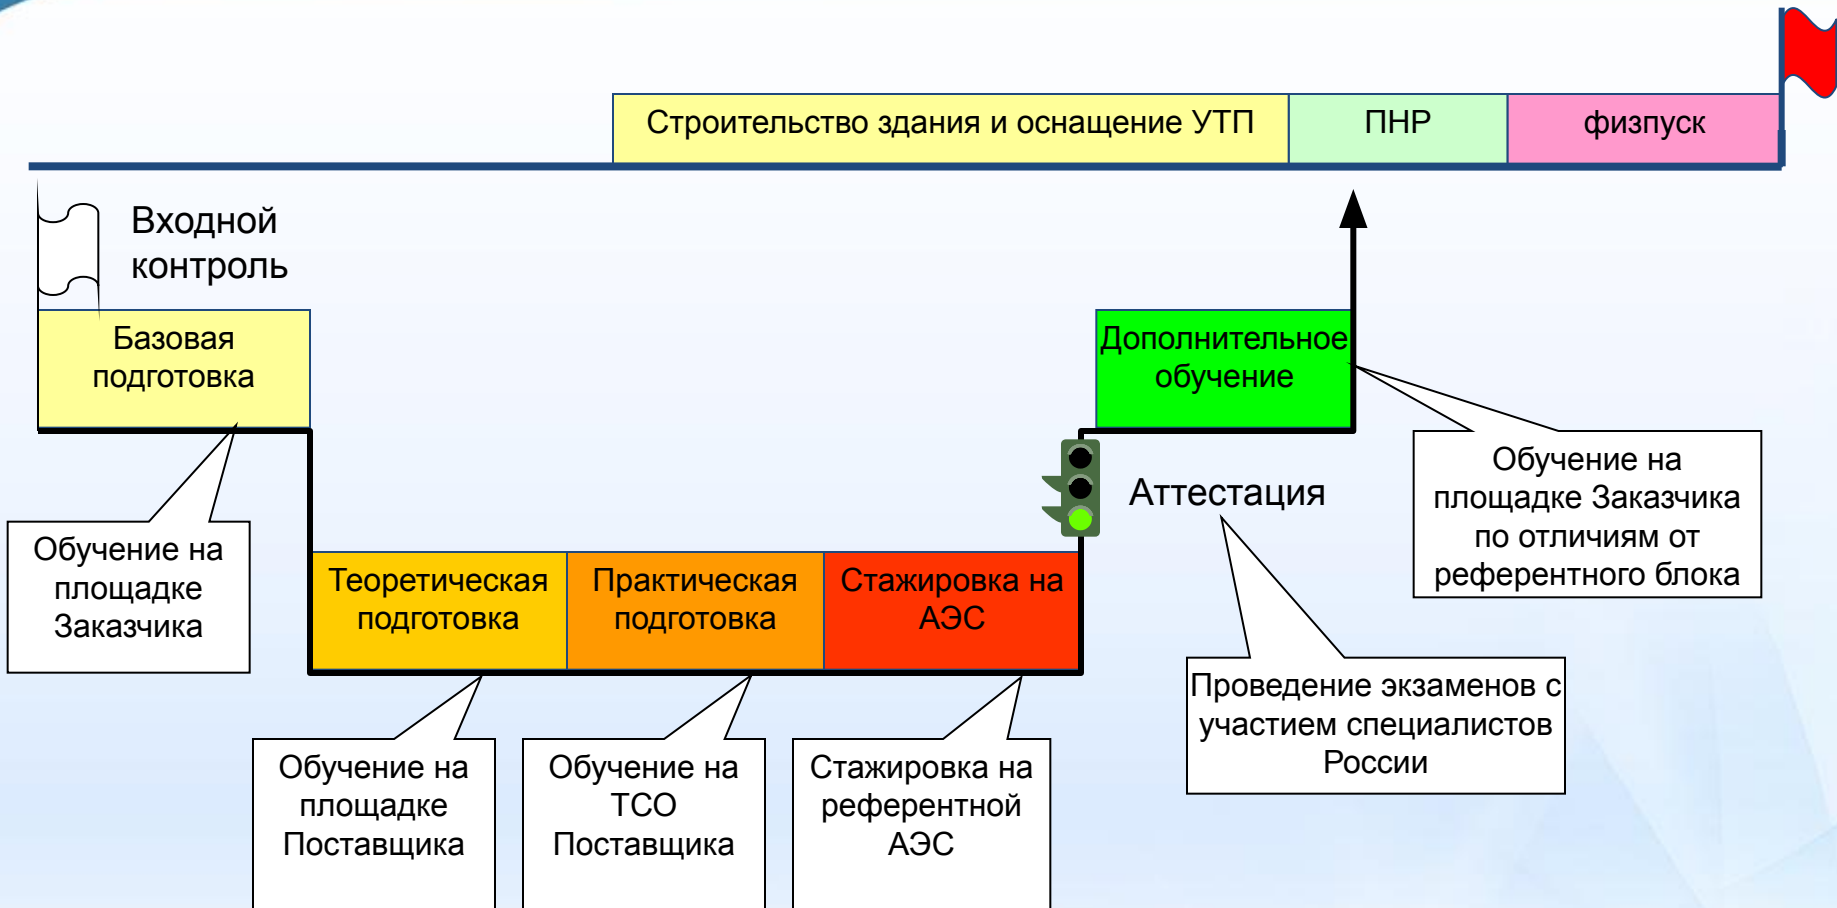 Строительство здания и оснащение УТП
ПНР
физпуск
Входной
контроль
Базовая
подготовка
Дополнительное
обучение
Обучение на
площадке Заказчика
по отличиям от
референтного блока
Аттестация
Обучение на
площадке
Заказчика
Теоретическая
подготовка
Практическая
подготовка
Стажировка на
АЭС
Проведение экзаменов с
участием специалистов
России
Обучение на
площадке
Поставщика
Обучение на
ТСО
Поставщика
Стажировка на
референтной
АЭС